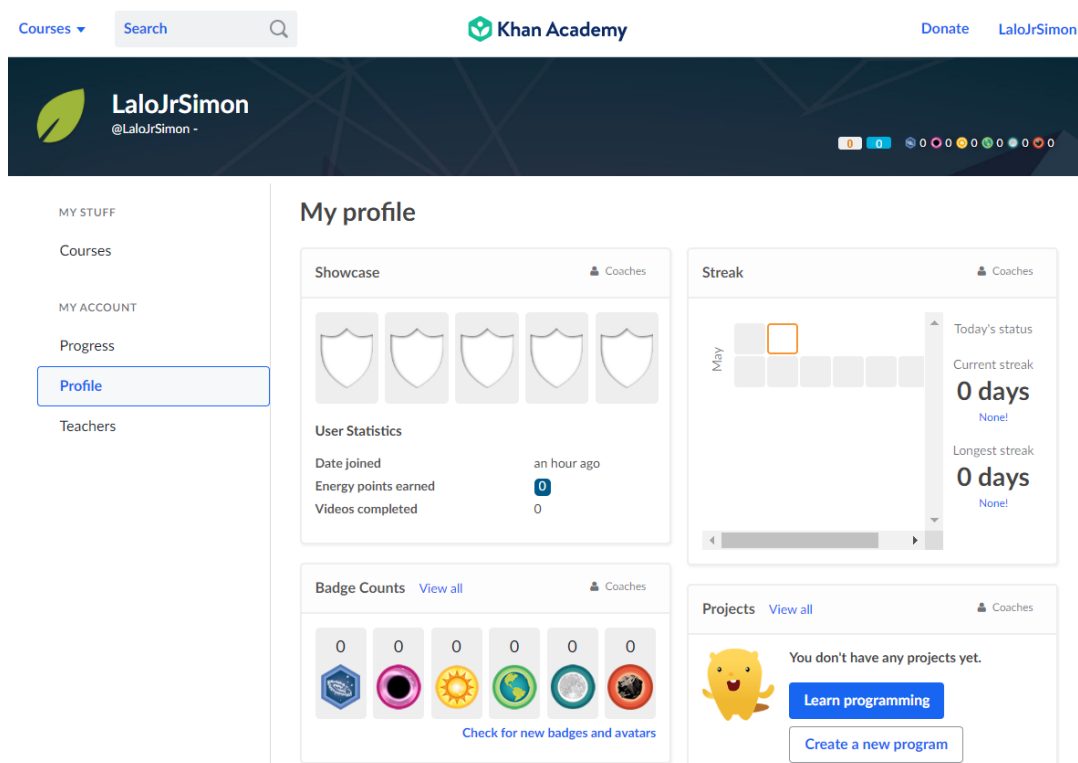 Courses
Search
Khan Academy
Donate
LaloJrSimon
LaloJrSimon
@LaloJrSimon -
0 0 0 0 0 0 0 0
MY STUFF
Courses
MY ACCOUNT
Progress
Profile
Teachers
My profile
Showcase
Coaches
User Statistics
Date joined an hour ago
Energy points earned 0
Videos completed 0
Streak
Coaches
May
Today's status
Current streak
0 days
None!
Longest streak
0 days
None!
Badge Counts View all
Coaches
0 0 0 0 0 0
Check for new badges and avatars
Projects View all
Coaches
You don't have any projects yet.
Learn programming
Create a new program